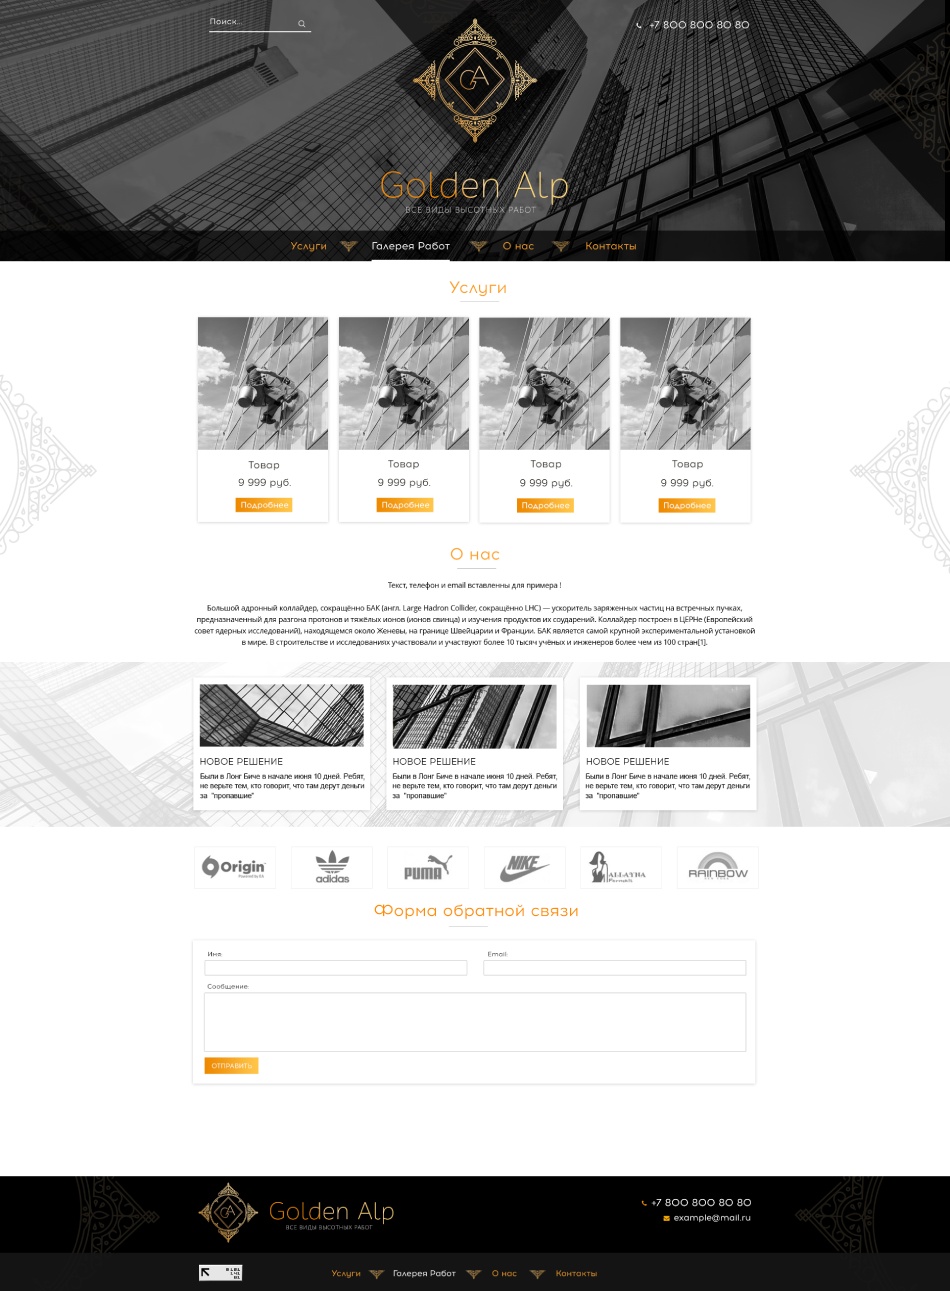 Поиск...
+7 800 800 80 80
GA
Golden Alp
ВСЕ ВИДЫ ВЫСОТНЫХ РАБОТ
Услуги Галерея Работ О нас Контакты
Услуги
Товар Товар Товар Товар
9 999 руб. 9 999 руб. 9 999 руб. 9 999 руб.
Подробнее Подробнее Подробнее Подробнее
О нас
Текст, телефон и email вставленны для примера !
Большой адронный коллайдер, сокращённо БАК (англ. Large Hadron Collider, сокращённо LHC) — ускоритель заряженных частиц на встречных пучках,
предназначенный для разгона протонов и тяжёлых ионов (ионов свинца) и изучения продуктов их соударений. Коллайдер построен в ЦЕРНе (Европейский
совет ядерных исследований), находящемся около Женевы, на границе Швейцарии и Франции. БАК является самой крупной экспериментальной установкой
в мире. В строительстве и исследованиях участвовали и участвуют более 10 тысяч учёных и инженеров более чем из 100 стран[1].
НОВОЕ РЕШЕНИЕ
Были в Лонг Биче в начале июня 10 дней. Ребят,
не верьте тем, кто говорит, что там дерут деньги
за "пропавшие"
НОВОЕ РЕШЕНИЕ
Были в Лонг Биче в начале июня 10 дней. Ребят,
не верьте тем, кто говорит, что там дерут деньги
за "пропавшие"
НОВОЕ РЕШЕНИЕ
Были в Лонг Биче в начале июня 10 дней. Ребят,
не верьте тем, кто говорит, что там дерут деньги
за "пропавшие"
Origin adidas PUMA NIKE RAINBOW
Форма обратной связи
Имя: Email:
Сообщение:
ОТПРАВИТЬ
GA
Golden Alp
ВСЕ ВИДЫ ВЫСОТНЫХ РАБОТ
+7 800 800 80 80
example@mail.ru
Услуги Галерея Работ О нас Контакты